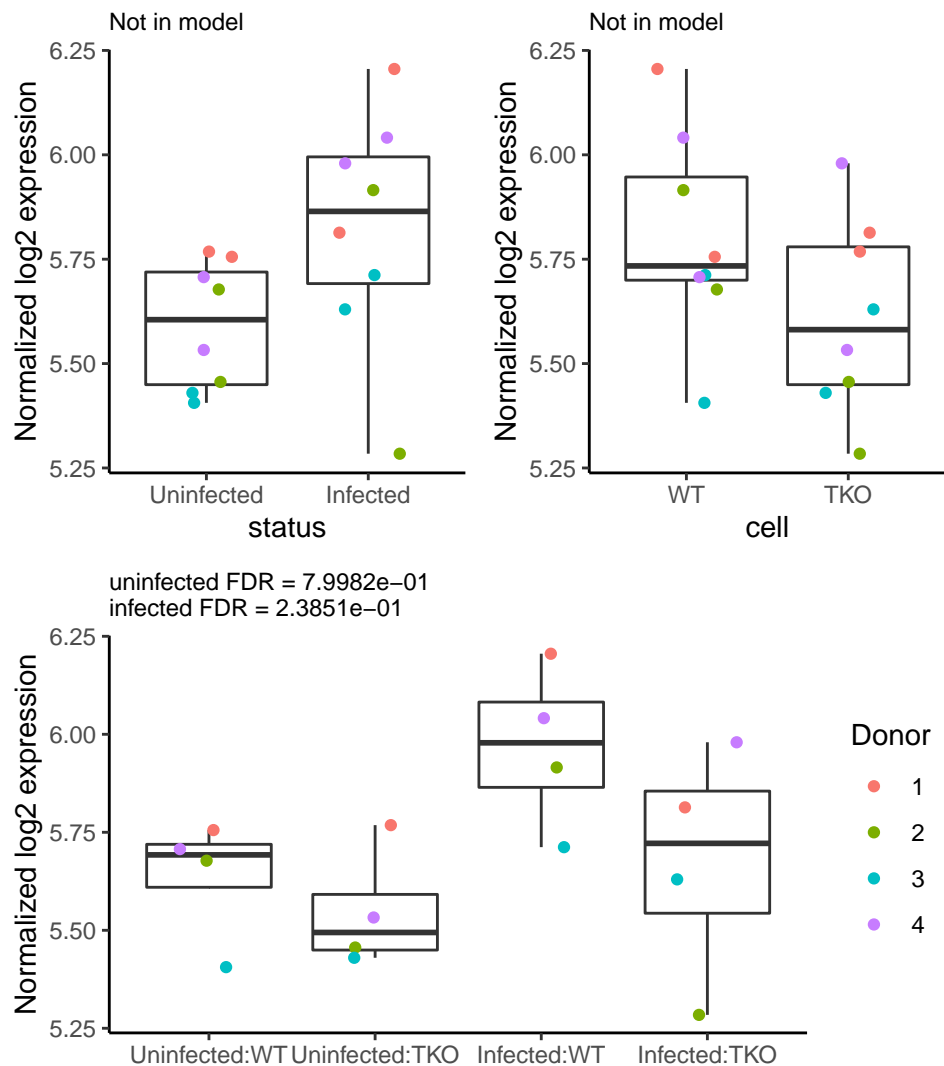 Not in model
Normalized log2 expression
6.25
6.00
5.75
5.50
5.25
Uninfected Infected
status
Not in model
Normalized log2 expression
6.25
6.00
5.75
5.50
5.25
WT TKO
cell
uninfected FDR = 7.9982e−01
infected FDR = 2.3851e−01
Normalized log2 expression
6.25
6.00
5.75
5.50
5.25
Uninfected:WT Uninfected:TKO Infected:WT Infected:TKO
Donor
1
2
3
4